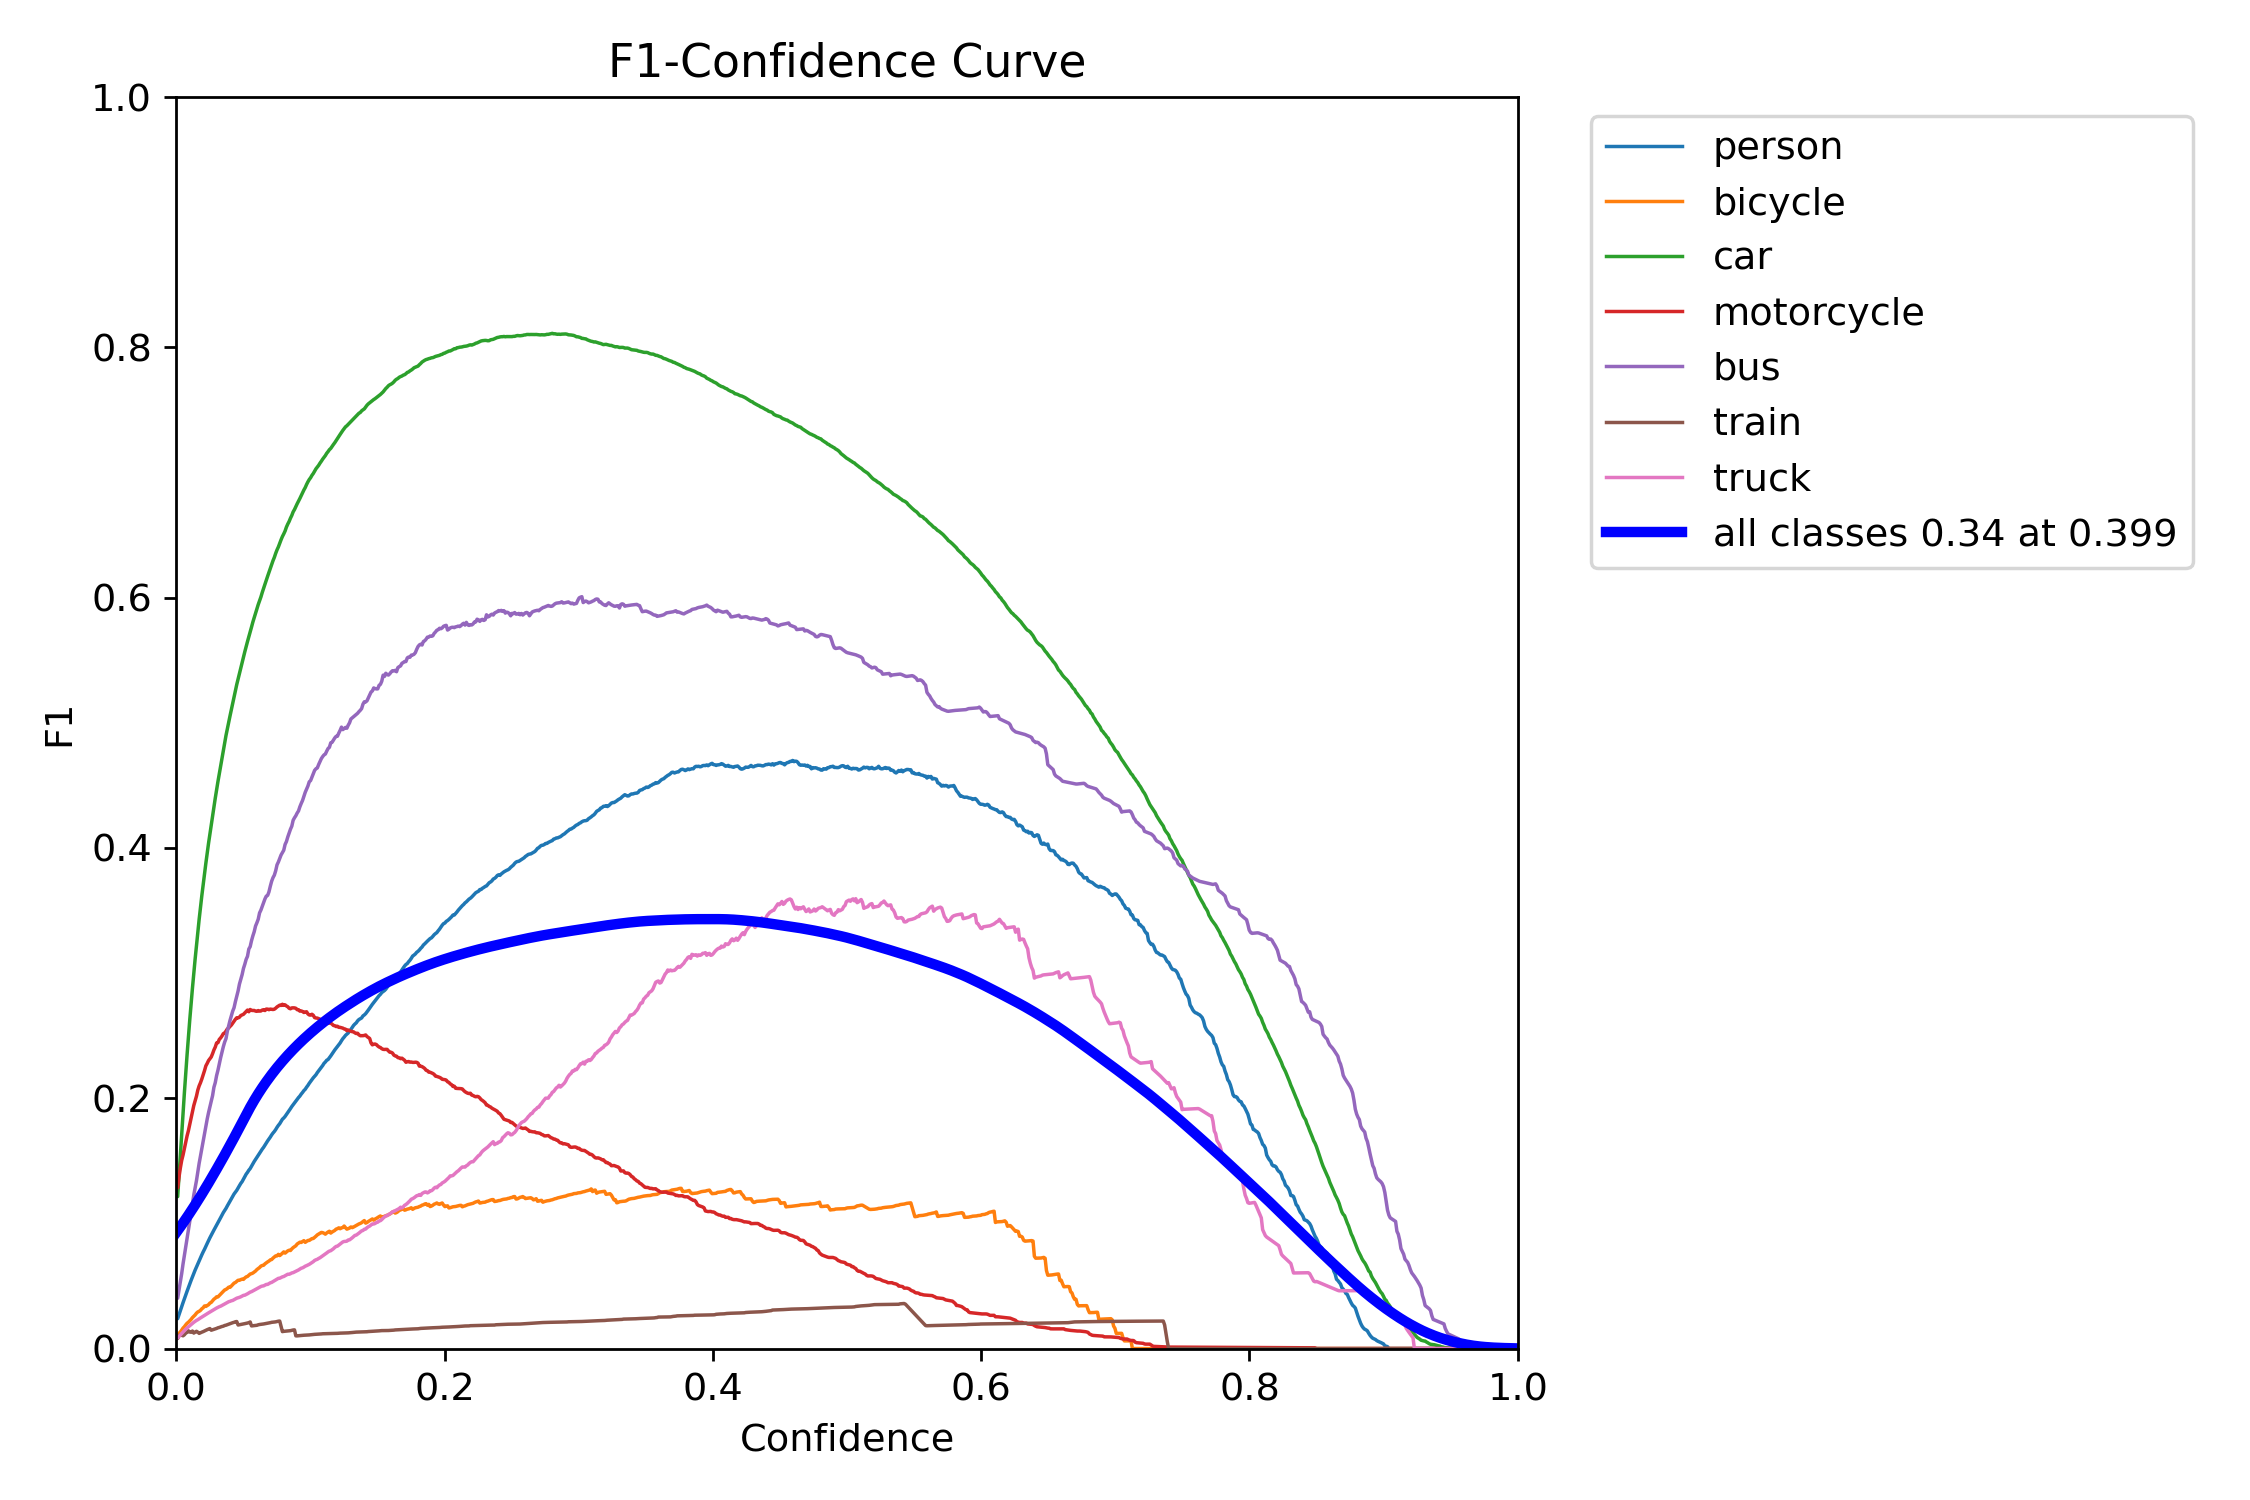 F1-Confidence Curve
1.0
0.8
0.6
0.4
0.2
0.0
F1
0.0 0.2 0.4 0.6 0.8 1.0
Confidence
person
bicycle
car
motorcycle
bus
train
truck
all classes 0.34 at 0.399